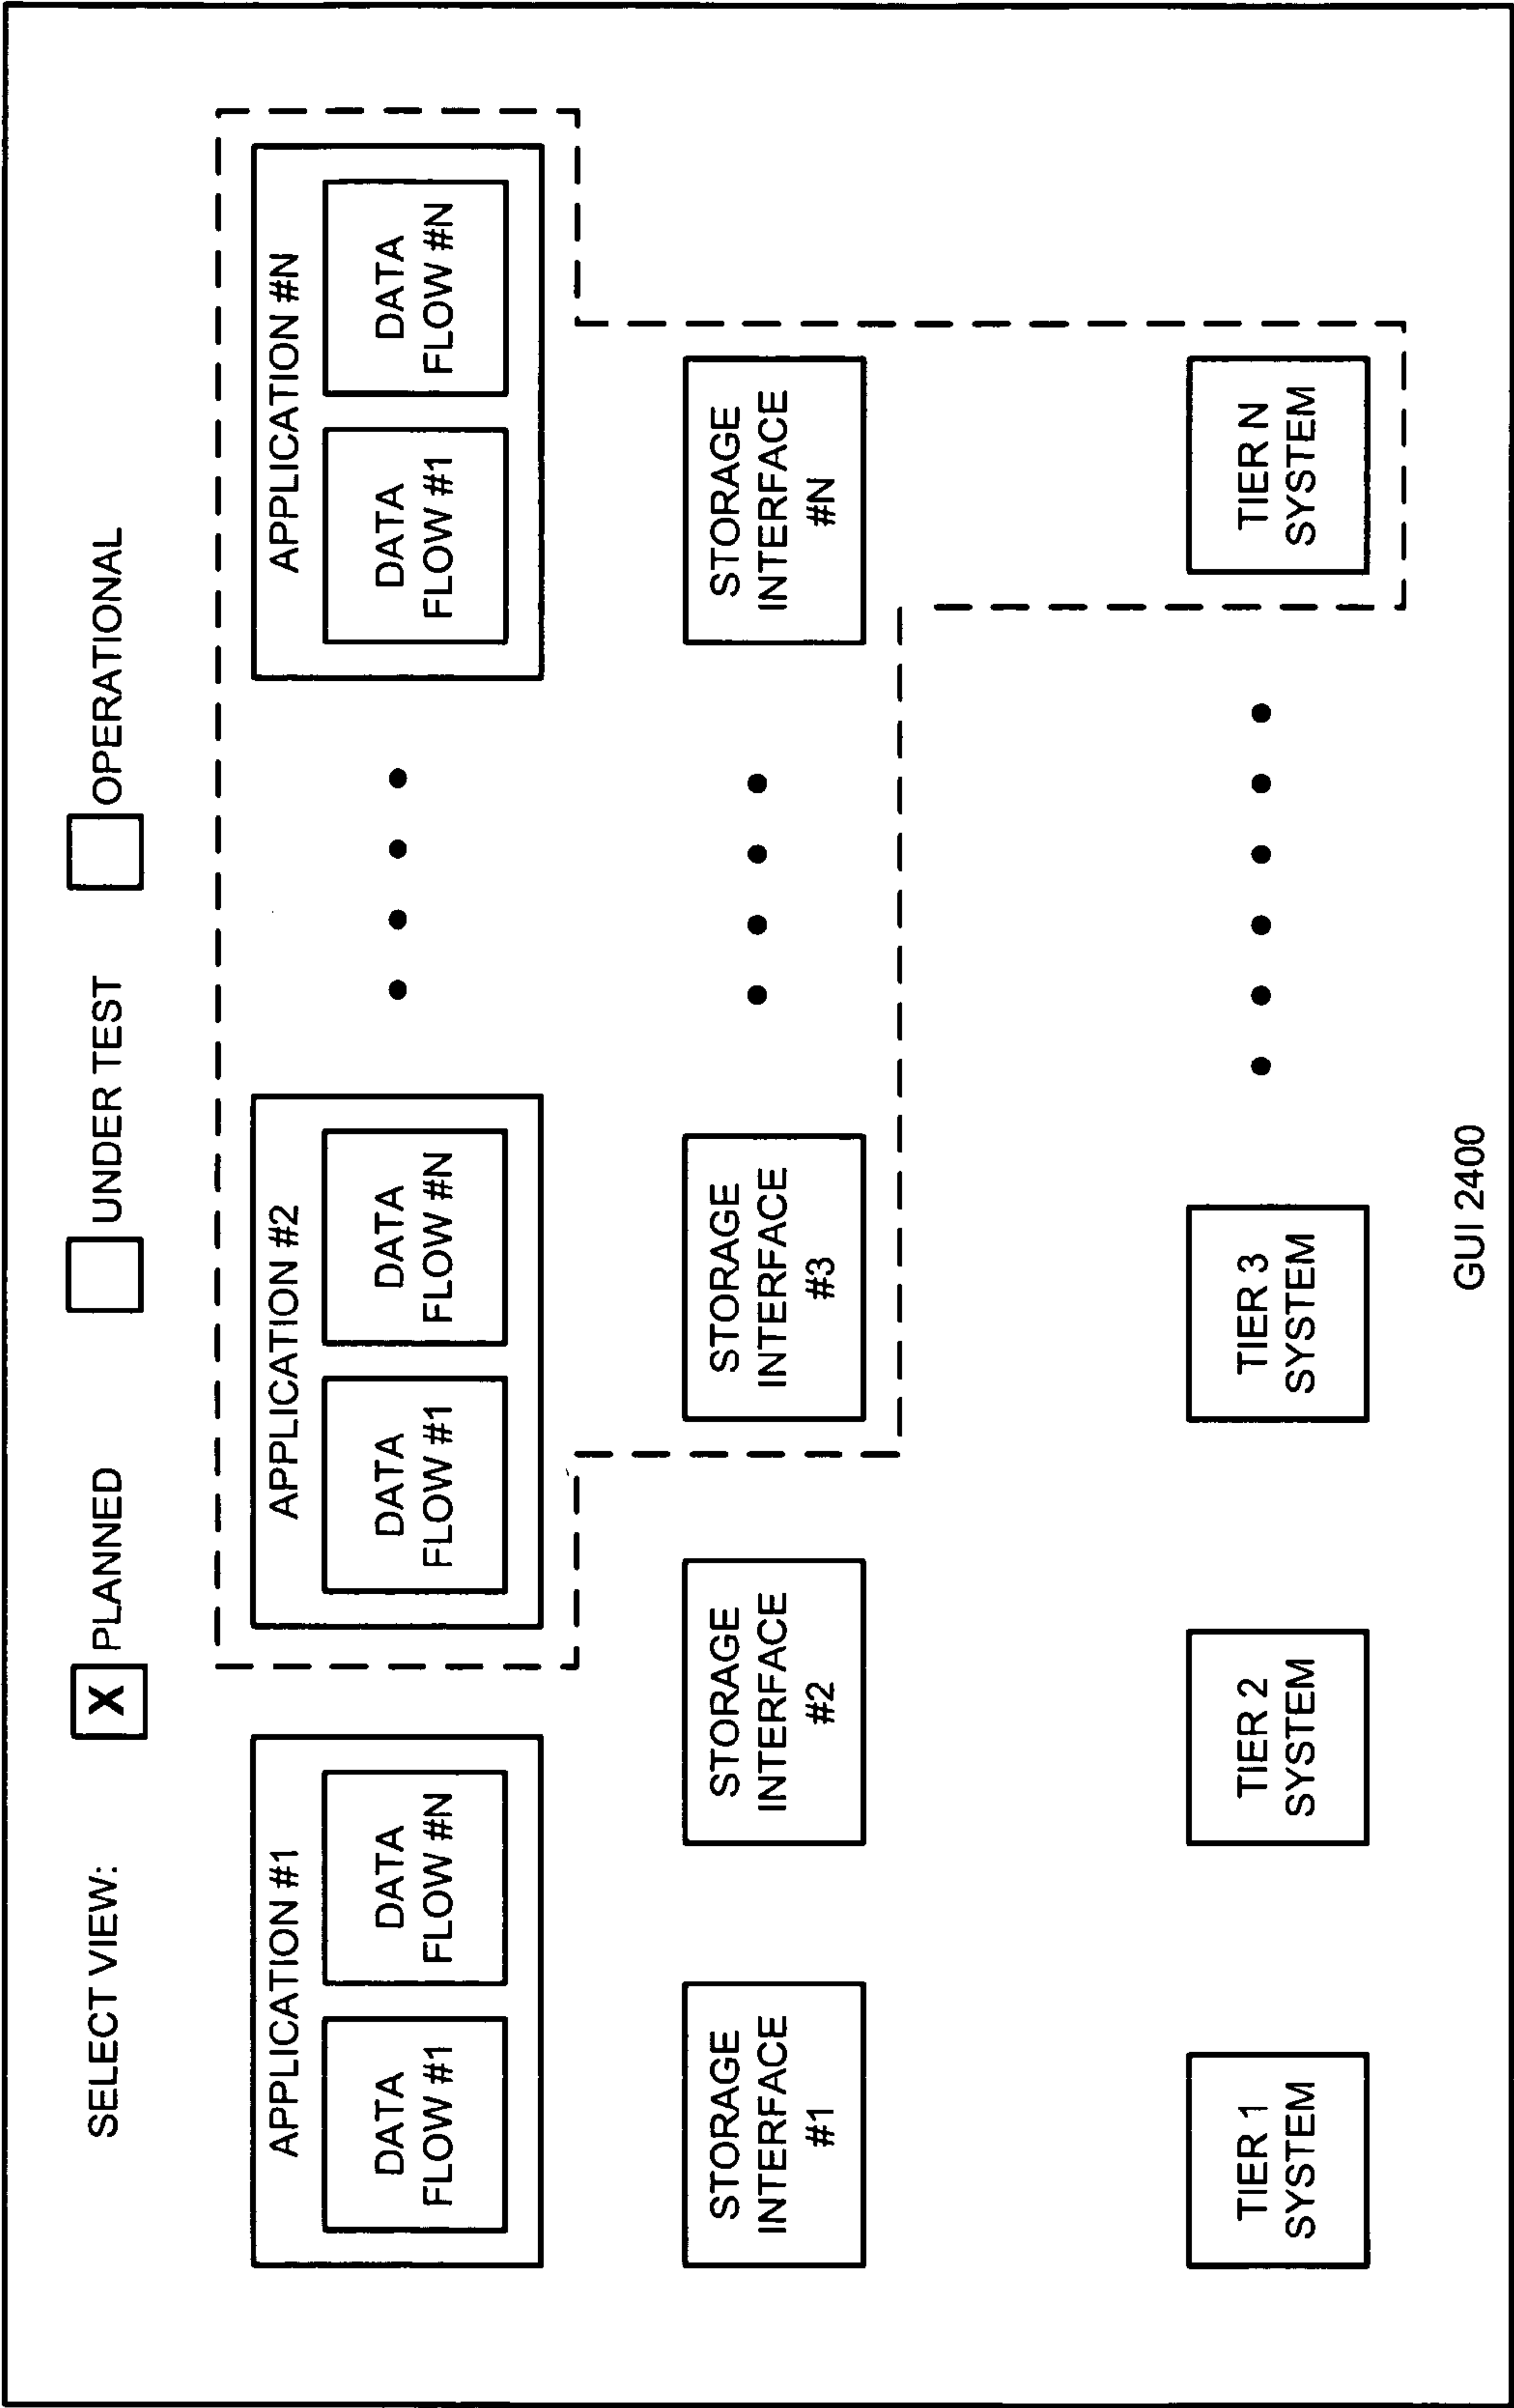 SELECT VIEW:
X PLANNED
UNDER TEST
OPERATIONAL
APPLICATION #1
DATA
FLOW #1
DATA
FLOW #N
APPLICATION #2
DATA
FLOW #1
DATA
FLOW #N
APPLICATION #N
DATA
FLOW #1
DATA
FLOW #N
STORAGE
INTERFACE
#1
STORAGE
INTERFACE
#2
STORAGE
INTERFACE
#3
STORAGE
INTERFACE
#N
TIER 1
SYSTEM
TIER 2
SYSTEM
TIER 3
SYSTEM
TIER N
SYSTEM
GUI 2400